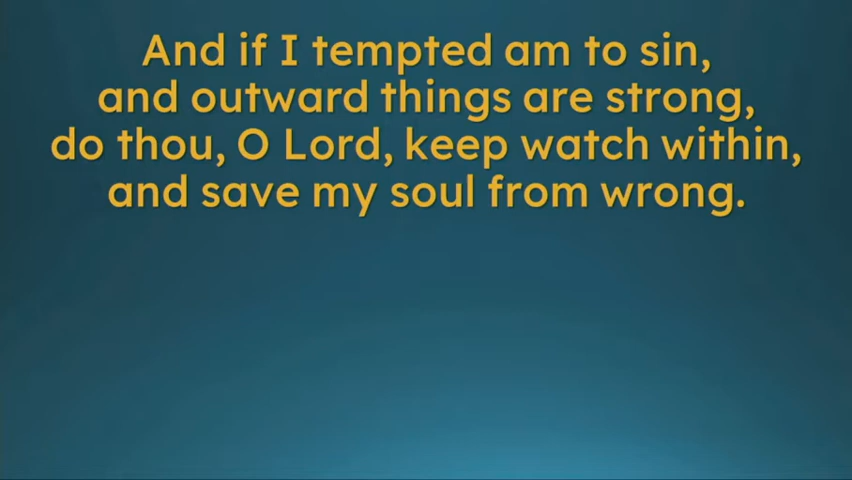 And if I tempted am to sin,
and outward things are strong,
do thou, O Lord, keep watch within,
and save my soul from wrong.